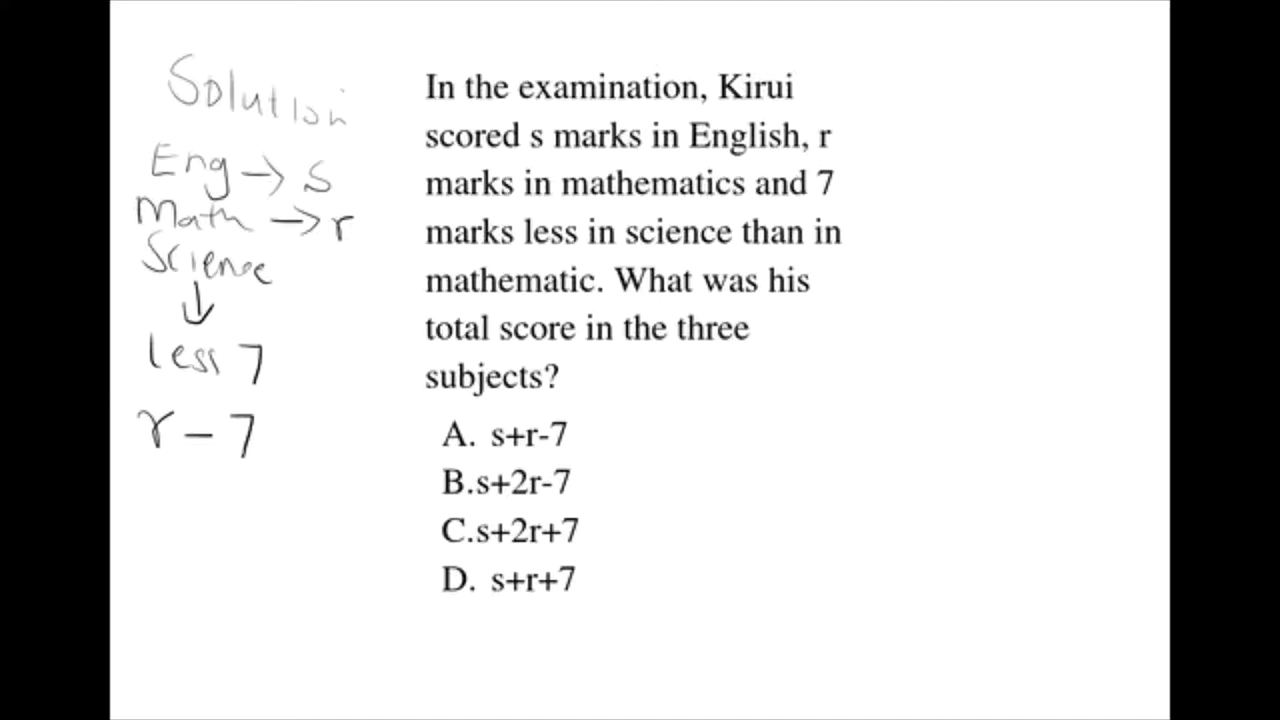 Solution
Eng → s
Math → r
Science
↓
less 7
r - 7
In the examination, Kirui
scored s marks in English, r
marks in mathematics and 7
marks less in science than in
mathematic. What was his
total score in the three
subjects?
A. s+r-7
B.s+2r-7
C.s+2r+7
D. s+r+7